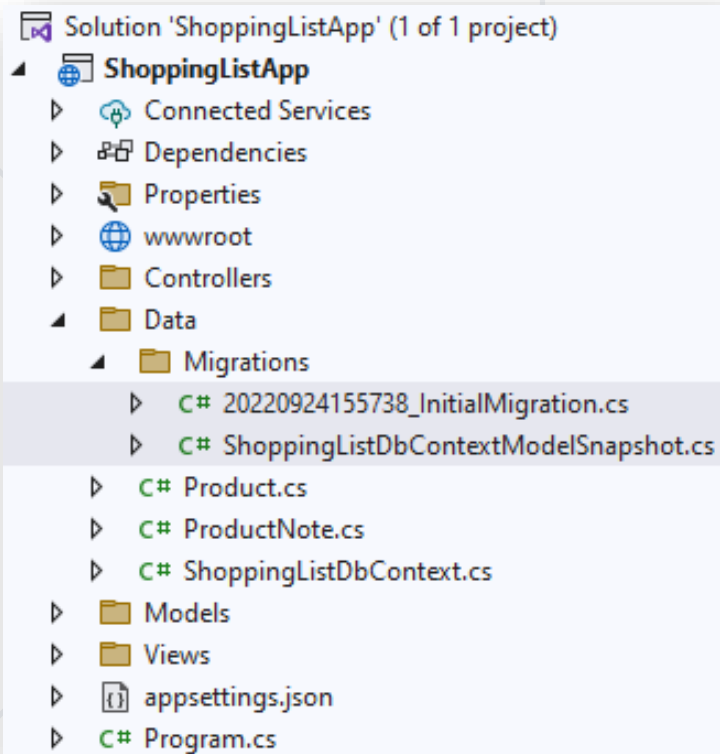 Solution 'ShoppingListApp' (1 of 1 project)
ShoppingListApp
Connected Services
Dependencies
Properties
wwwroot
Controllers
Data
Migrations
C# 20220924155738_InitialMigration.cs
C# ShoppingListDbContextModelSnapshot.cs
C# Product.cs
C# ProductNote.cs
C# ShoppingListDbContext.cs
Models
Views
appsettings.json
C# Program.cs